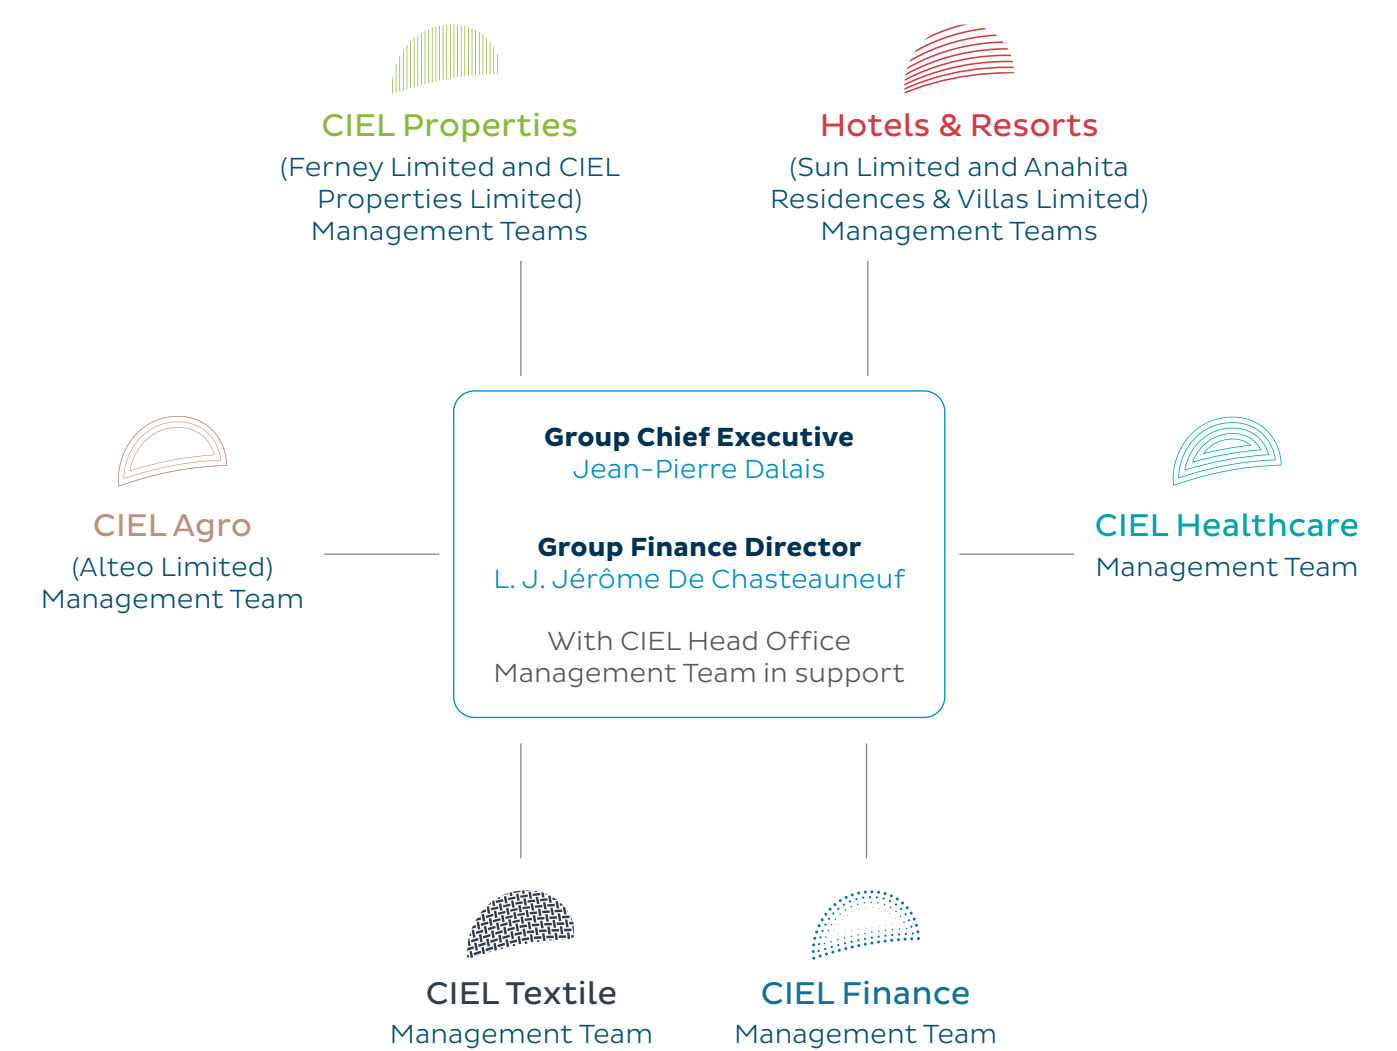 CIEL Properties
(Ferney Limited and CIEL
Properties Limited)
Management Teams
Hotels & Resorts
(Sun Limited and Anahita
Residences & Villas Limited)
Management Teams
CIEL Agro
(Alteo Limited)
Management Team
Group Chief Executive
Jean-Pierre Dalais
Group Finance Director
L. J. Jérôme De Chasteauneuf
With CIEL Head Office
Management Team in support
CIEL Healthcare
Management Team
CIEL Textile
Management Team
CIEL Finance
Management Team